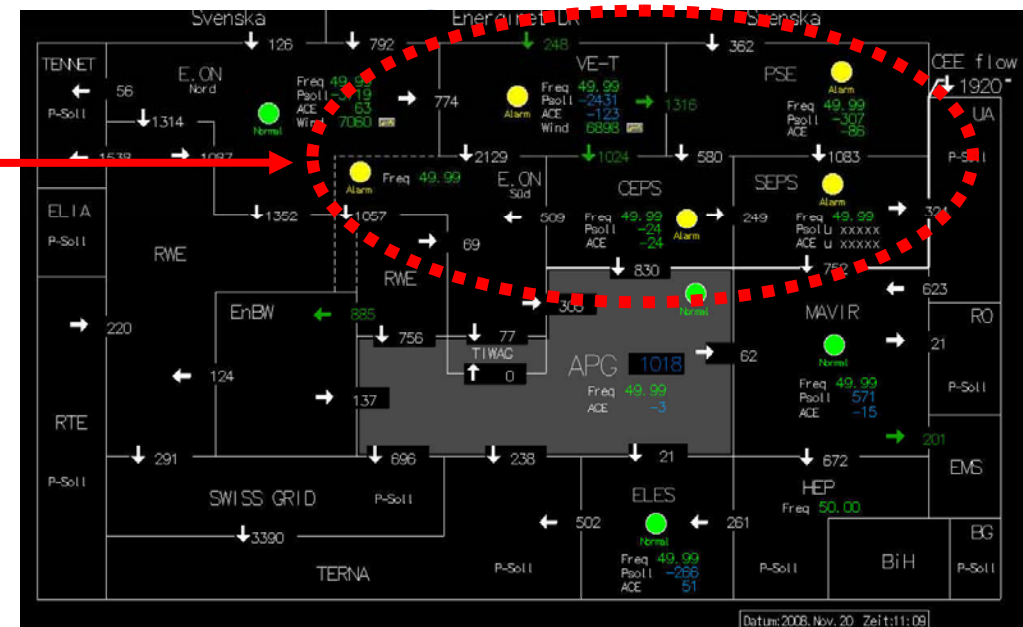 Svenska Energinet DK Svenska
126 792 248 362
TENNET
E.ON
Nord
VE-T
PSE
CEE flow
1920
56
P-Soll
Freq 49.99
Psoll -3719
ACE 63
Wind 7060
Normal
774
Freq 49.99
Psoll -2431
ACE -123
Wind 6898
Alarm
1316
Alarm
Freq 49.99
Psoll -307
ACE -86
UA
P-Soll
1314
1538 1087
2129 1024 580 1083
Alarm
Freq 49.99
E.ON
Süd
CEPS
SEPS
Alarm
ELIA
P-Soll
1352 1057
509
Freq 49.99
Psoll -24
ACE -24
Alarm
249
Freq 49.99
Psoll u xxxxx
ACE u xxxxx
324
RWE
69
RWE
830 752
623
EnBW
885
Normal
MAVIR
RO
220
756 77
TIWAG
0
APG 1018
62
Normal
21
124
137
Freq 49.99
ACE -3
Freq 49.99
Psoll 571
ACE -15
P-Soll
RTE
201
291 696 238 21 672
EMS
P-Soll
SWISS GRID
P-Soll
ELES
HEP
Freq 50.00
3390
502
Normal
261
BG
TERNA
P-Soll
Freq 49.99
Psoll -266
ACE 51
P-Soll
BiH
P-Soll
Datum:2008.Nov.20 Zeit:11:09